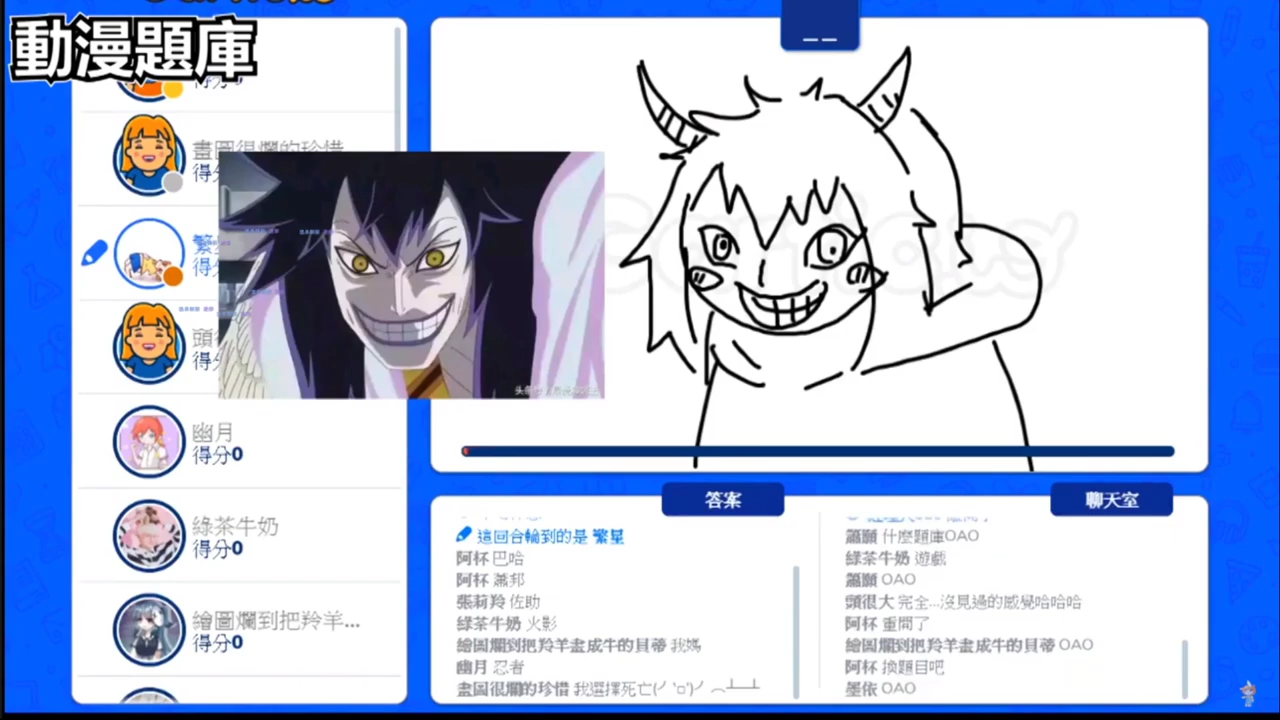 動漫題庫
畫圖很爛的珍惜
得分
繁
得分
頭
得分
幽月
得分0
綠茶牛奶
得分0
繪圖爛到把羚羊...
得分0
答案
這回合輪到的是 繁星
阿杯 巴哈
阿杯 蕭邦
張莉羚 佐助
綠茶牛奶 火影
繪圖爛到把羚羊畫成牛的貝蒂 我媽
幽月 忍者
畫圖很爛的珍惜 我選擇死亡(╯‵□′)╯︵┴─┴
聊天室
什麼題庫OAO
綠茶牛奶 遊戲
OAO
頭很大 完全...沒見過的感覺哈哈哈
阿杯 重開了
繪圖爛到把羚羊畫成牛的貝蒂 OAO
阿杯 換題目吧
墨依 OAO